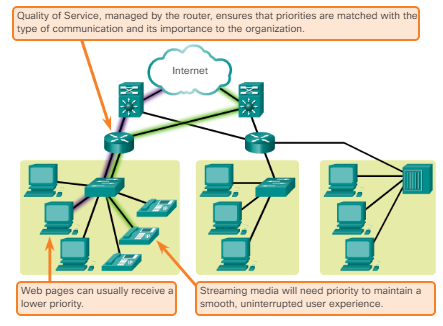 Quality of Service, managed by the router, ensures that priorities are matched with the
type of communication and its importance to the organization.
Internet
Web pages can usually receive a
lower priority.
Streaming media will need priority to maintain a
smooth, uninterrupted user experience.